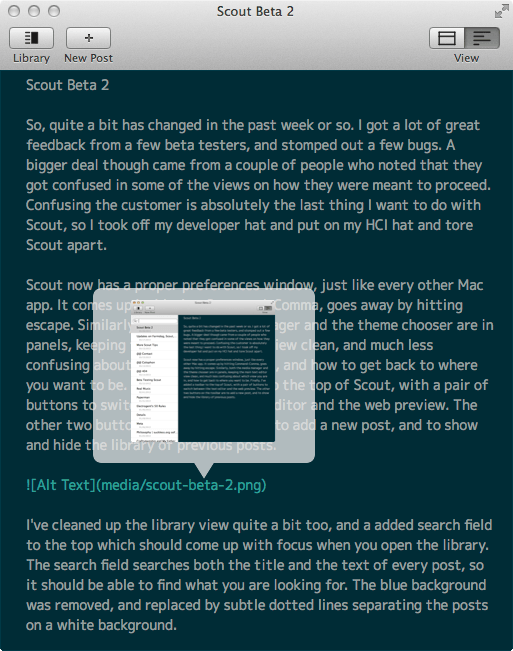 Scout Beta 2
Library
New Post
View
Scout Beta 2
So, quite a bit has changed in the past week or so. I got a lot of great
feedback from a few beta testers, and stomped out a few bugs. A
bigger deal though came from a couple of people who noted that they
got confused in some of the views on how they were meant to proceed.
Confusing the customer is absolutely the last thing I want to do with
Scout, so I took off my developer hat and put on my HCI hat and tore
Scout apart.
Scout now has a proper preferences window, just like every other Mac
app. It comes up Comma, goes away by hitting
escape. Similarly ger and the theme chooser are in
panels, keeping ew clean, and much less
confusing about , and how to get back to where
you want to be. the top of Scout, with a pair of
buttons to switch ditor and the web preview. The
other two buttons to add a new post, and to show
and hide the library of previous posts.
![Alt Text](media/scout-beta-2.png)
I've cleaned up the library view quite a bit too, and a added search field
to the top which should come up with focus when you open the library.
The search field searches both the title and the text of every post, so
it should be able to find what you are looking for. The blue background
was removed, and replaced by subtle dotted lines separating the posts
on a white background.